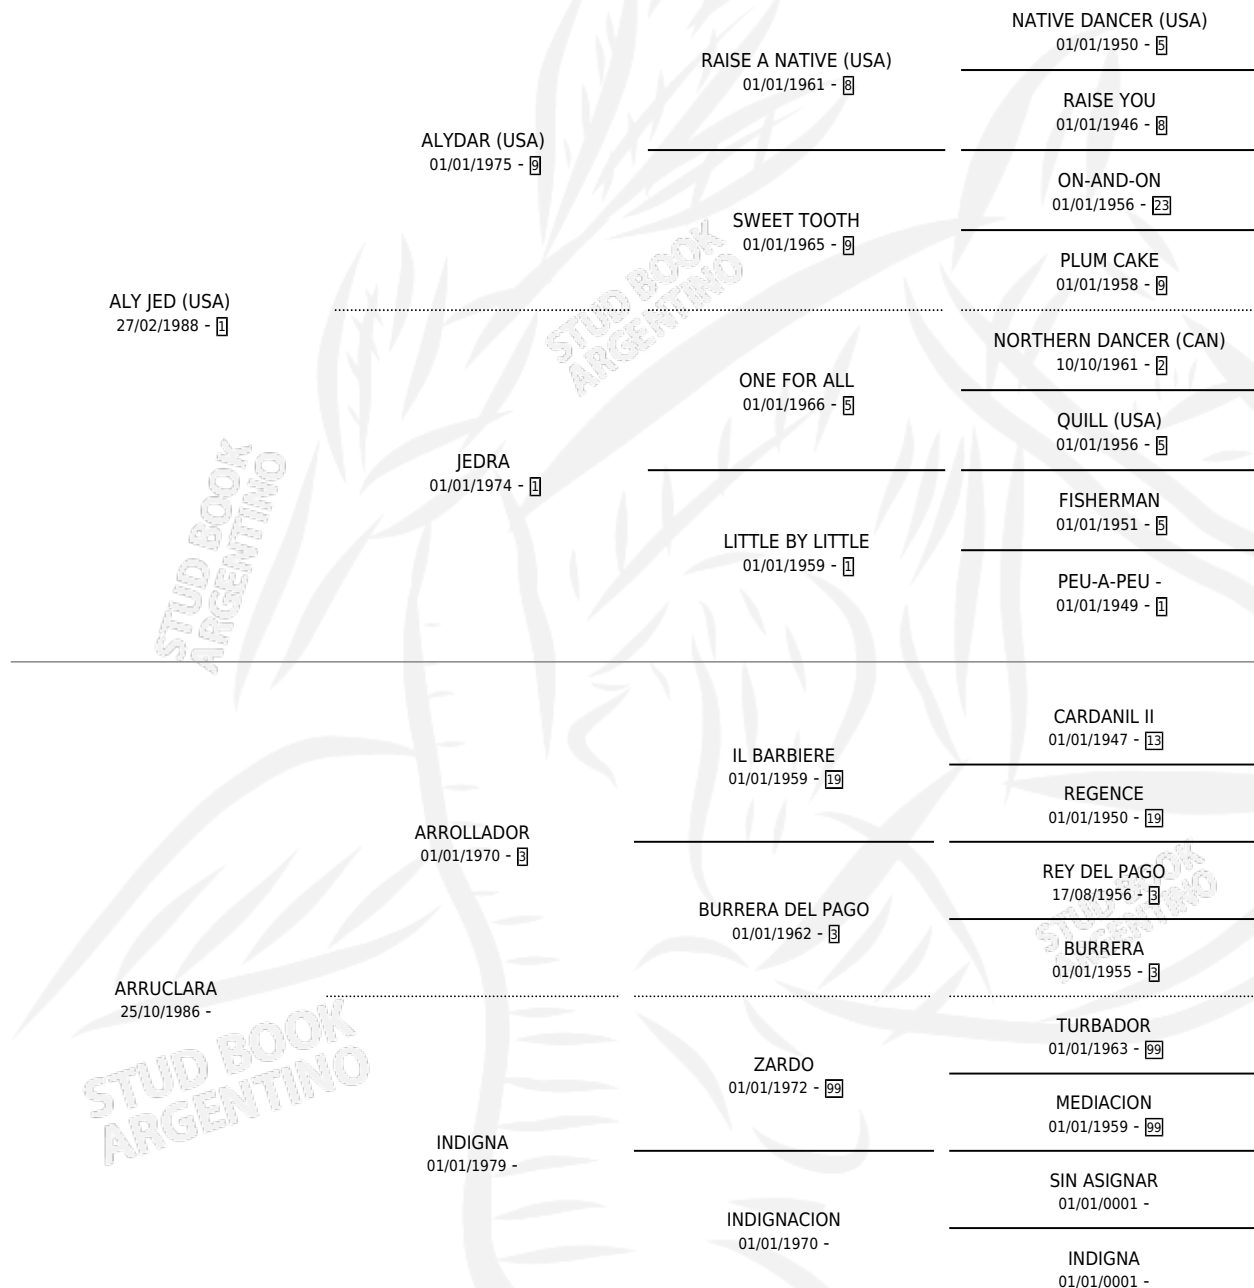 NATIVE DANCER (USA)
01/01/1950 - 5
RAISE A NATIVE (USA)
01/01/1961 - 8
RAISE YOU
01/01/1946 - 8
ALYDAR (USA)
01/01/1975 - 9
ON-AND-ON
01/01/1956 - 23
SWEET TOOTH
01/01/1965 - 9
PLUM CAKE
01/01/1958 - 9
ALY JED (USA)
27/02/1988 - 1
NORTHERN DANCER (CAN)
10/10/1961 - 2
ONE FOR ALL
01/01/1966 - 5
QUILL (USA)
01/01/1956 - 5
JEDRA
01/01/1974 - 1
FISHERMAN
01/01/1951 - 5
LITTLE BY LITTLE
01/01/1959 - 1
PEU-A-PEU -
01/01/1949 - 1
CARDANIL II
01/01/1947 - 13
IL BARBIERE
01/01/1959 - 19
REGENCE
01/01/1950 - 19
ARROLLADOR
01/01/1970 - 3
REY DEL PAGO
17/08/1956 - 3
BURRERA DEL PAGO
01/01/1962 - 3
BURRERA
01/01/1955 - 3
ARRUCLARA
25/10/1986 -
TURBADOR
01/01/1963 - 99
ZARDO
01/01/1972 - 99
MEDIACION
01/01/1959 - 99
INDIGNA
01/01/1979 -
SIN ASIGNAR
01/01/0001 -
INDIGNACION
01/01/1970 -
INDIGNA
01/01/0001 -
STUD BOOK
ARGENTINO
STUD BOOK
ARGENTINO
STUD BOOK
ARGENTINO
STUD BOOK
ARGENTINO